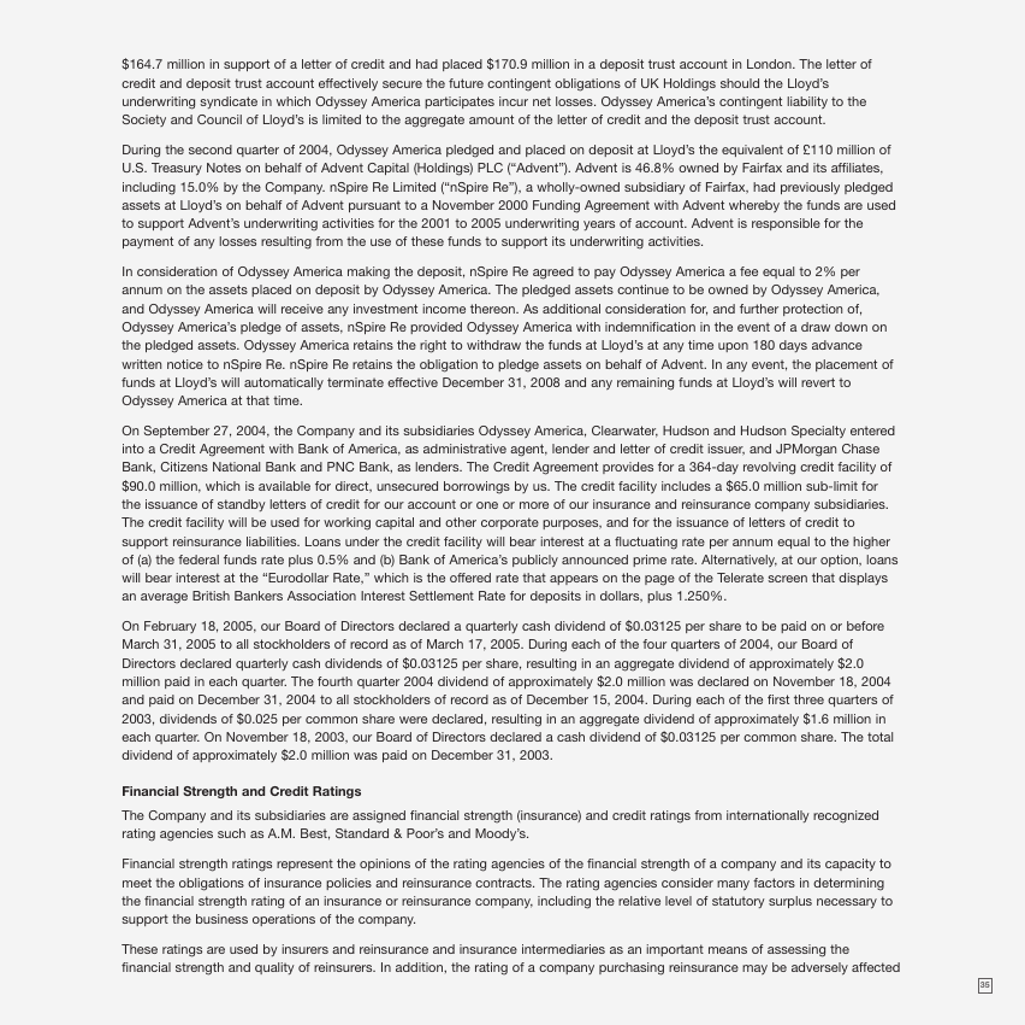 $164.7 million in support of a letter of credit and had placed $170.9 million in a deposit trust account in London. The letter of
credit and deposit trust account effectively secure the future contingent obligations of UK Holdings should the Lloyd’s
underwriting syndicate in which Odyssey America participates incur net losses. Odyssey America’s contingent liability to the
Society and Council of Lloyd’s is limited to the aggregate amount of the letter of credit and the deposit trust account.
During the second quarter of 2004, Odyssey America pledged and placed on deposit at Lloyd’s the equivalent of £110 million of
U.S. Treasury Notes on behalf of Advent Capital (Holdings) PLC (“Advent”). Advent is 46.8% owned by Fairfax and its affiliates,
including 15.0% by the Company. nSpire Re Limited (“nSpire Re”), a wholly-owned subsidiary of Fairfax, had previously pledged
assets at Lloyd’s on behalf of Advent pursuant to a November 2000 Funding Agreement with Advent whereby the funds are used
to support Advent’s underwriting activities for the 2001 to 2005 underwriting years of account. Advent is responsible for the
payment of any losses resulting from the use of these funds to support its underwriting activities.
In consideration of Odyssey America making the deposit, nSpire Re agreed to pay Odyssey America a fee equal to 2% per
annum on the assets placed on deposit by Odyssey America. The pledged assets continue to be owned by Odyssey America,
and Odyssey America will receive any investment income thereon. As additional consideration for, and further protection of,
Odyssey America’s pledge of assets, nSpire Re provided Odyssey America with indemnification in the event of a draw down on
the pledged assets. Odyssey America retains the right to withdraw the funds at Lloyd’s at any time upon 180 days advance
written notice to nSpire Re. nSpire Re retains the obligation to pledge assets on behalf of Advent. In any event, the placement of
funds at Lloyd’s will automatically terminate effective December 31, 2008 and any remaining funds at Lloyd’s will revert to
Odyssey America at that time.
On September 27, 2004, the Company and its subsidiaries Odyssey America, Clearwater, Hudson and Hudson Specialty entered
into a Credit Agreement with Bank of America, as administrative agent, lender and letter of credit issuer, and JPMorgan Chase
Bank, Citizens National Bank and PNC Bank, as lenders. The Credit Agreement provides for a 364-day revolving credit facility of
$90.0 million, which is available for direct, unsecured borrowings by us. The credit facility includes a $65.0 million sub-limit for
the issuance of standby letters of credit for our account or one or more of our insurance and reinsurance company subsidiaries.
The credit facility will be used for working capital and other corporate purposes, and for the issuance of letters of credit to
support reinsurance liabilities. Loans under the credit facility will bear interest at a fluctuating rate per annum equal to the higher
of (a) the federal funds rate plus 0.5% and (b) Bank of America’s publicly announced prime rate. Alternatively, at our option, loans
will bear interest at the “Eurodollar Rate,” which is the offered rate that appears on the page of the Telerate screen that displays
an average British Bankers Association Interest Settlement Rate for deposits in dollars, plus 1.250%.
On February 18, 2005, our Board of Directors declared a quarterly cash dividend of $0.03125 per share to be paid on or before
March 31, 2005 to all stockholders of record as of March 17, 2005. During each of the four quarters of 2004, our Board of
Directors declared quarterly cash dividends of $0.03125 per share, resulting in an aggregate dividend of approximately $2.0
million paid in each quarter. The fourth quarter 2004 dividend of approximately $2.0 million was declared on November 18, 2004
and paid on December 31, 2004 to all stockholders of record as of December 15, 2004. During each of the first three quarters of
2003, dividends of $0.025 per common share were declared, resulting in an aggregate dividend of approximately $1.6 million in
each quarter. On November 18, 2003, our Board of Directors declared a cash dividend of $0.03125 per common share. The total
dividend of approximately $2.0 million was paid on December 31, 2003.
Financial Strength and Credit Ratings
The Company and its subsidiaries are assigned financial strength (insurance) and credit ratings from internationally recognized
rating agencies such as A.M. Best, Standard & Poor’s and Moody’s.
Financial strength ratings represent the opinions of the rating agencies of the financial strength of a company and its capacity to
meet the obligations of insurance policies and reinsurance contracts. The rating agencies consider many factors in determining
the financial strength rating of an insurance or reinsurance company, including the relative level of statutory surplus necessary to
support the business operations of the company.
These ratings are used by insurers and reinsurance and insurance intermediaries as an important means of assessing the
financial strength and quality of reinsurers. In addition, the rating of a company purchasing reinsurance may be adversely affected
35